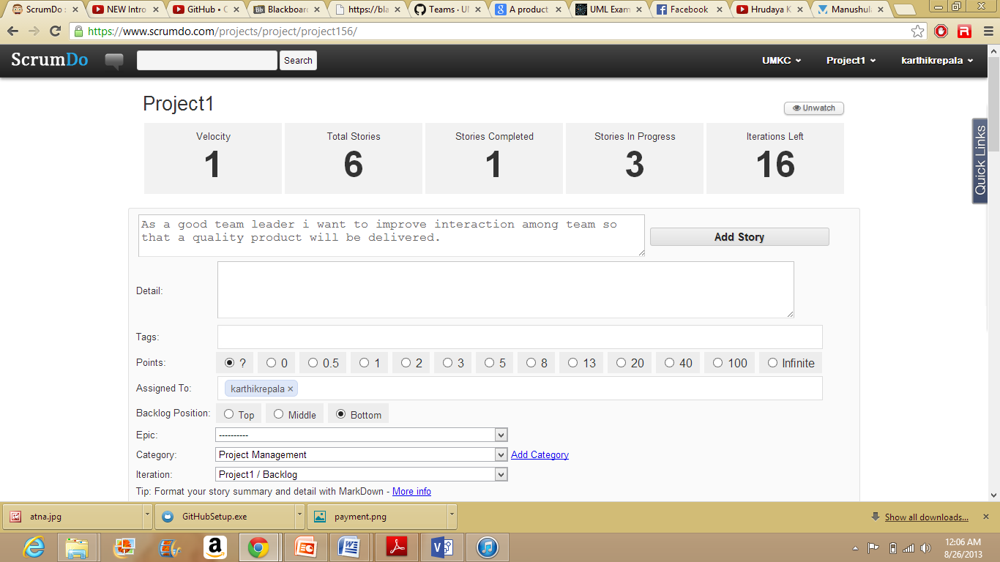 ScrumDo :
NEW Intro
GitHub • C
Blackboar
https://bla
Teams · U
A product
UML Exam
Facebook
Hrudaya K
Manushul
https://www.scrumdo.com/projects/project/project156/
ScrumDo
Search
UMKC
Project1
karthikrepala
Project1
Unwatch
Velocity
1
Total Stories
6
Stories Completed
1
Stories In Progress
3
Iterations Left
16
Quick Links
As a good team leader i want to improve interaction among team so
that a quality product will be delivered.
Add Story
Detail:
Tags:
Points: ? 0 0.5 1 2 3 5 8 13 20 40 100 Infinite
Assigned To: karthikrepala ×
Backlog Position: Top Middle Bottom
Epic: ----------
Category: Project Management Add Category
Iteration: Project1 / Backlog
Tip: Format your story summary and detail with MarkDown - More info
atna.jpg
GitHubSetup.exe
payment.png
Show all downloads...
12:06 AM
8/26/2013